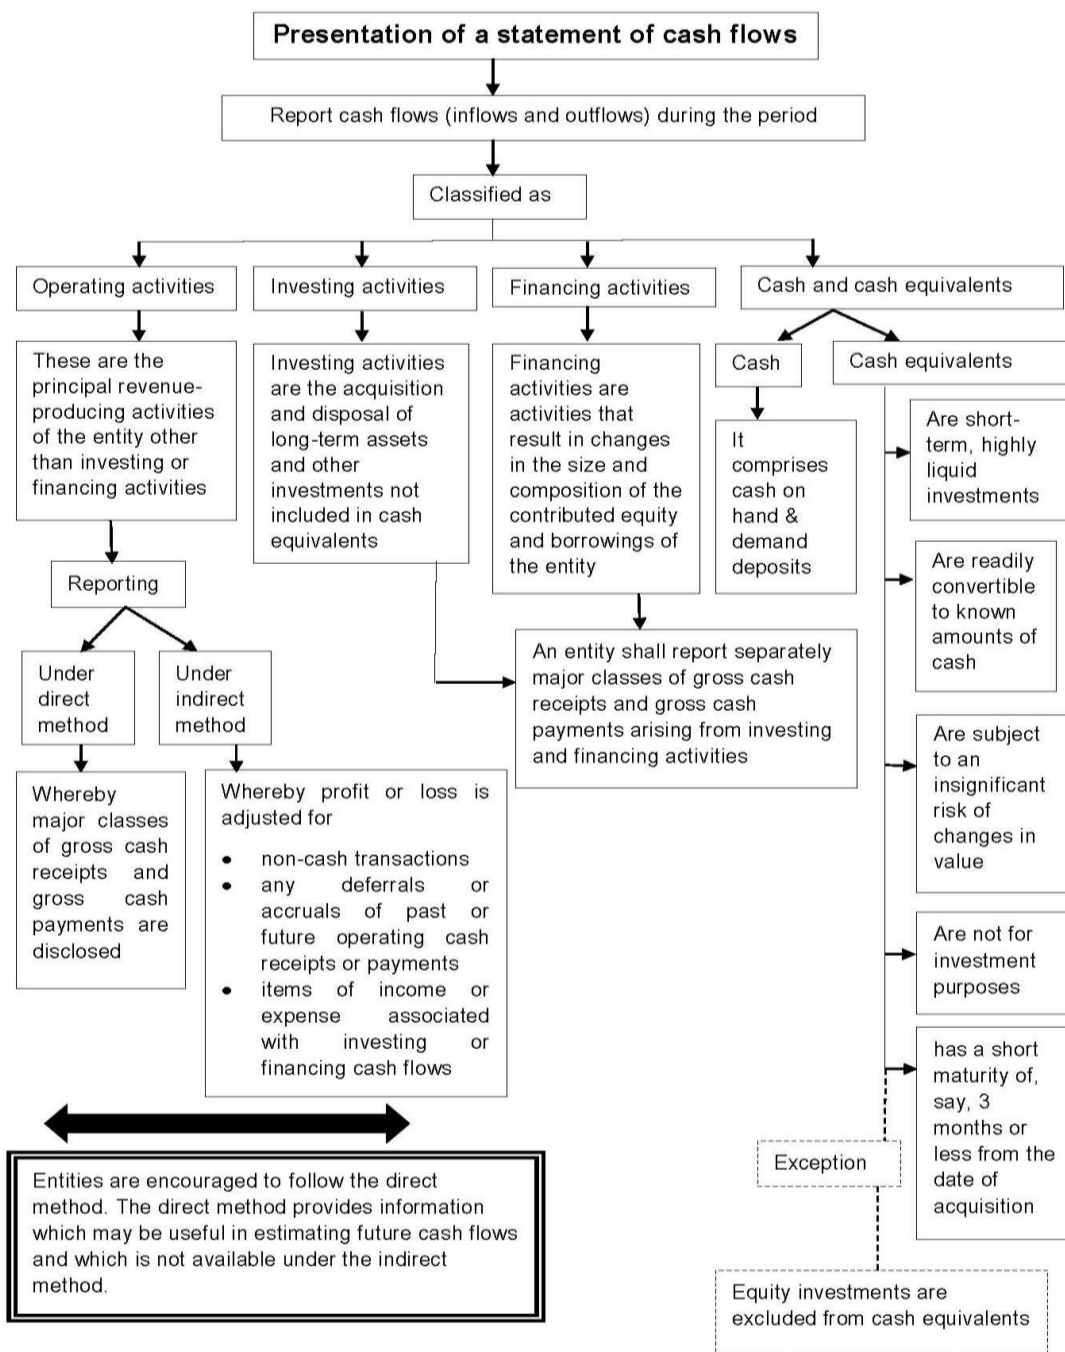 Presentation of a statement of cash flows
Report cash flows (inflows and outflows) during the period
Classified as
Operating activities
Investing activities
Financing activities
Cash and cash equivalents
These are the
principal revenue-
producing activities
of the entity other
than investing or
financing activities
Investing activities
are the acquisition
and disposal of
long-term assets
and other
investments not
included in cash
equivalents
Financing
activities are
activities that
result in changes
in the size and
composition of the
contributed equity
and borrowings of
the entity
Cash
Cash equivalents
It
comprises
cash on
hand &
demand
deposits
Are short-
term, highly
liquid
investments
Are readily
convertible
to known
amounts of
cash
Are subject
to an
insignificant
risk of
changes in
value
Are not for
investment
purposes
has a short
maturity of,
say, 3
months or
less from the
date of
acquisition
Reporting
Under
direct
method
Under
indirect
method
An entity shall report separately
major classes of gross cash
receipts and gross cash
payments arising from investing
and financing activities
Whereby
major classes
of gross cash
receipts and
gross cash
payments are
disclosed
Whereby profit or loss is
adjusted for
• non-cash transactions
• any deferrals or
accruals of past or
future operating cash
receipts or payments
• items of income or
expense associated
with investing or
financing cash flows
Exception
Equity investments are
excluded from cash equivalents
Entities are encouraged to follow the direct
method. The direct method provides information
which may be useful in estimating future cash flows
and which is not available under the indirect
method.